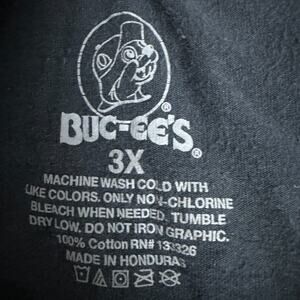 BUC-EE'S®
3X
MACHINE WASH COLD WITH
LIKE COLORS. ONLY NON-CHLORINE
BLEACH WHEN NEEDED. TUMBLE
DRY LOW. DO NOT IRON GRAPHIC.
100% Cotton RN#
MADE IN HONDURAS